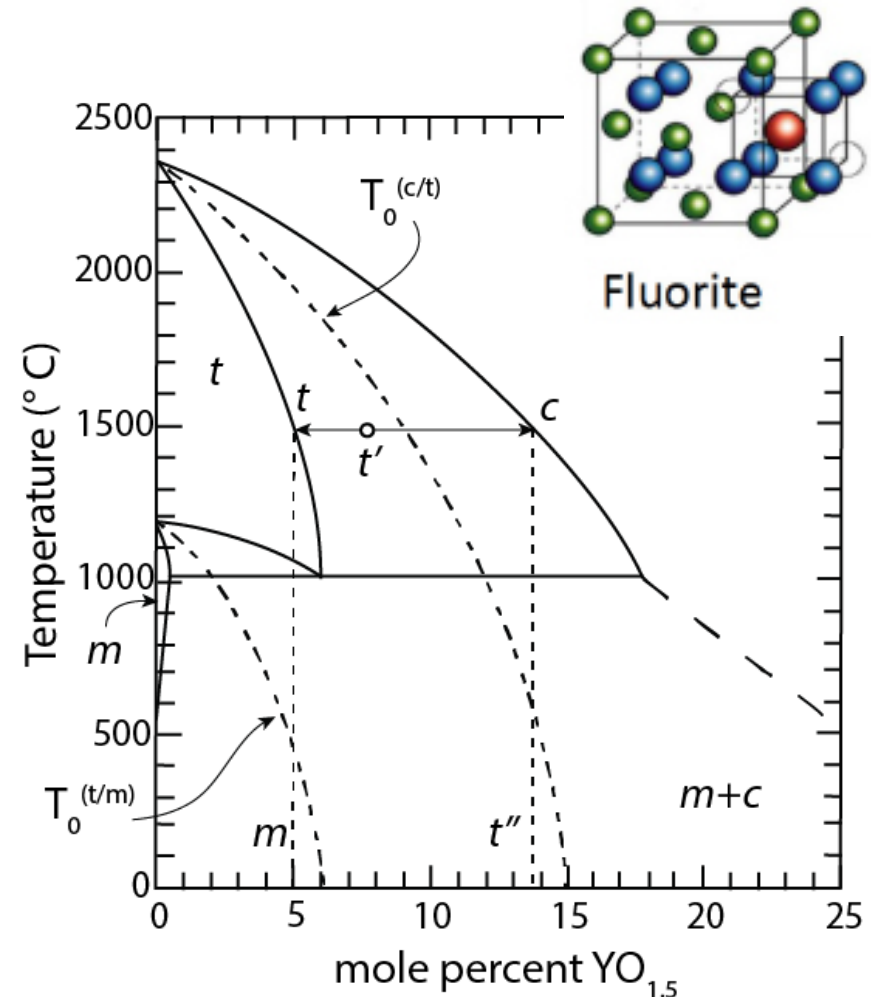 Fluorite
2500
2000
1500
1000
500
0
Temperature (° C)
T₀⁽ᶜ/ᵗ⁾
t
t
c
t′
m
T₀⁽ᵗ/ᵐ⁾
m
t″
m+c
0 5 10 15 20 25
mole percent YO₁.₅